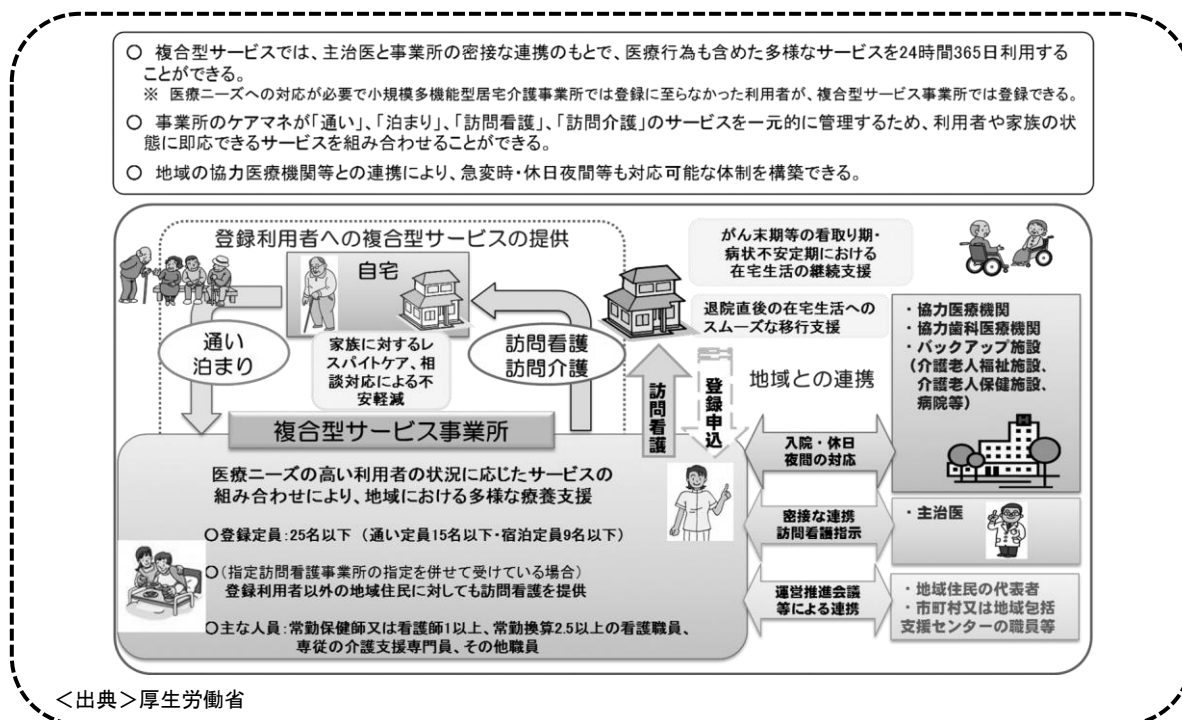 ○ 複合型サービスでは、主治医と事業所の密接な連携のもとで、医療行為も含めた多様なサービスを24時間365日利用する
ことができる。
※ 医療ニーズへの対応が必要で小規模多機能型居宅介護事業所では登録に至らなかった利用者が、複合型サービス事業所では登録できる。
○ 事業所のケアマネが「通い」、「泊まり」、「訪問看護」、「訪問介護」のサービスを一元的に管理するため、利用者や家族の状
態に即応できるサービスを組み合わせることができる。
○ 地域の協力医療機関等との連携により、急変時・休日夜間等も対応可能な体制を構築できる。
登録利用者への複合型サービスの提供
自宅
通い
泊まり
家族に対するレ
スパイトケア、相
談対応による不
安軽減
訪問看護
訪問介護
がん末期等の看取り期・
病状不安定期における
在宅生活の継続支援
退院直後の在宅生活への
スムーズな移行支援
訪問看護
登録申込
地域との連携
・協力医療機関
・協力歯科医療機関
・バックアップ施設
(介護老人福祉施設、
介護老人保健施設、
病院等)
複合型サービス事業所
医療ニーズの高い利用者の状況に応じたサービスの
組み合わせにより、地域における多様な療養支援
○登録定員:25名以下 (通い定員15名以下・宿泊定員9名以下)
○(指定訪問看護事業所の指定を併せて受けている場合)
登録利用者以外の地域住民に対しても訪問看護を提供
○主な人員:常勤保健師又は看護師1以上、常勤換算2.5以上の看護職員、
専従の介護支援専門員、その他職員
入院・休日
夜間の対応
密接な連携
訪問看護指示
・主治医
運営推進会議
等による連携
・地域住民の代表者
・市町村又は地域包括
支援センターの職員等
<出典>厚生労働省